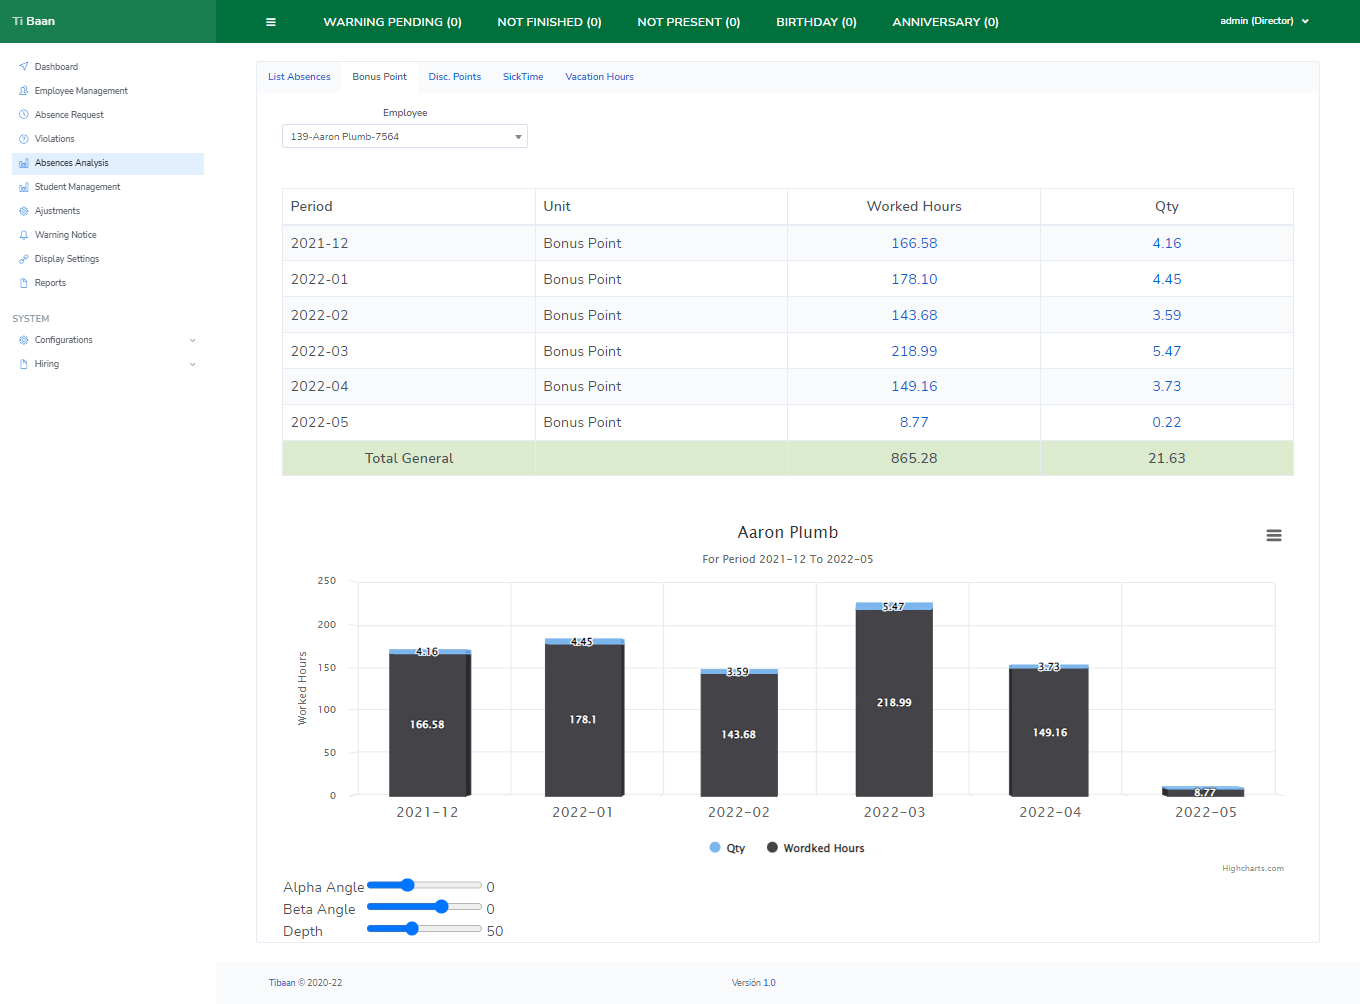 Ti Baan
WARNING PENDING (0) NOT FINISHED (0) NOT PRESENT (0) BIRTHDAY (0) ANNIVERSARY (0)
admin (Director)
Dashboard
Employee Management
Absence Request
Violations
Absences Analysis
Student Management
Ajustments
Warning Notice
Display Settings
Reports
SYSTEM
Configurations
Hiring
List Absences Bonus Point Disc. Points SickTime Vacation Hours
Employee
139-Aaron Plumb-7564
Period Unit Worked Hours Qty
2021-12 Bonus Point 166.58 4.16
2022-01 Bonus Point 178.10 4.45
2022-02 Bonus Point 143.68 3.59
2022-03 Bonus Point 218.99 5.47
2022-04 Bonus Point 149.16 3.73
2022-05 Bonus Point 8.77 0.22
Total General 865.28 21.63
Aaron Plumb
For Period 2021-12 To 2022-05
Worked Hours
250
200
150
100
50
0
4.16 4.45 3.59 5.47 3.73
166.58 178.1 143.68 218.99 149.16 8.77
2021-12 2022-01 2022-02 2022-03 2022-04 2022-05
Qty Wordked Hours
Highcharts.com
Alpha Angle 0
Beta Angle 0
Depth 50
Tibaan © 2020-22 Versión 1.0